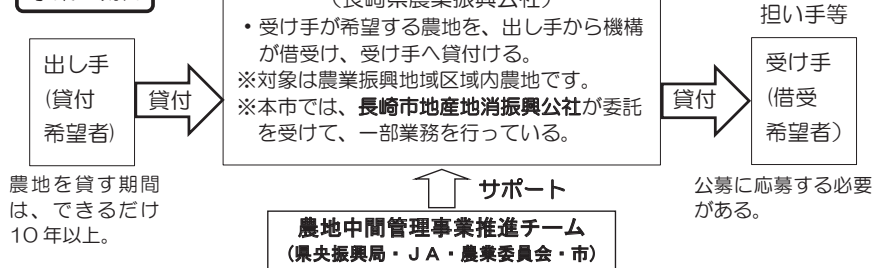 （長崎県農業振興公社）
・受け手が希望する農地を、出し手から機構
が借受け、受け手へ貸付ける。
※対象は農業振興地域区域内農地です。
※本市では、長崎市地産地消振興公社が委託
を受けて、一部業務を行っている。
出し手
(貸付
希望者)
貸付
貸付
担い手等
受け手
(借受
希望者）
農地を貸す期間
は、できるだけ
10 年以上。
サポート
公募に応募する必要
がある。
農地中間管理事業推進チーム
(県央振興局・ＪＡ・農業委員会・市)